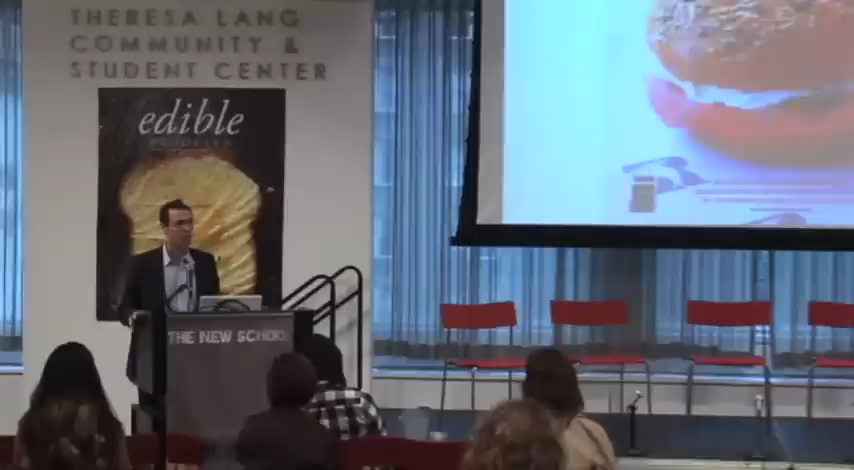 THERESA LANG
COMMUNITY &
STUDENT CENTER
edible
THE NEW SCHOOL